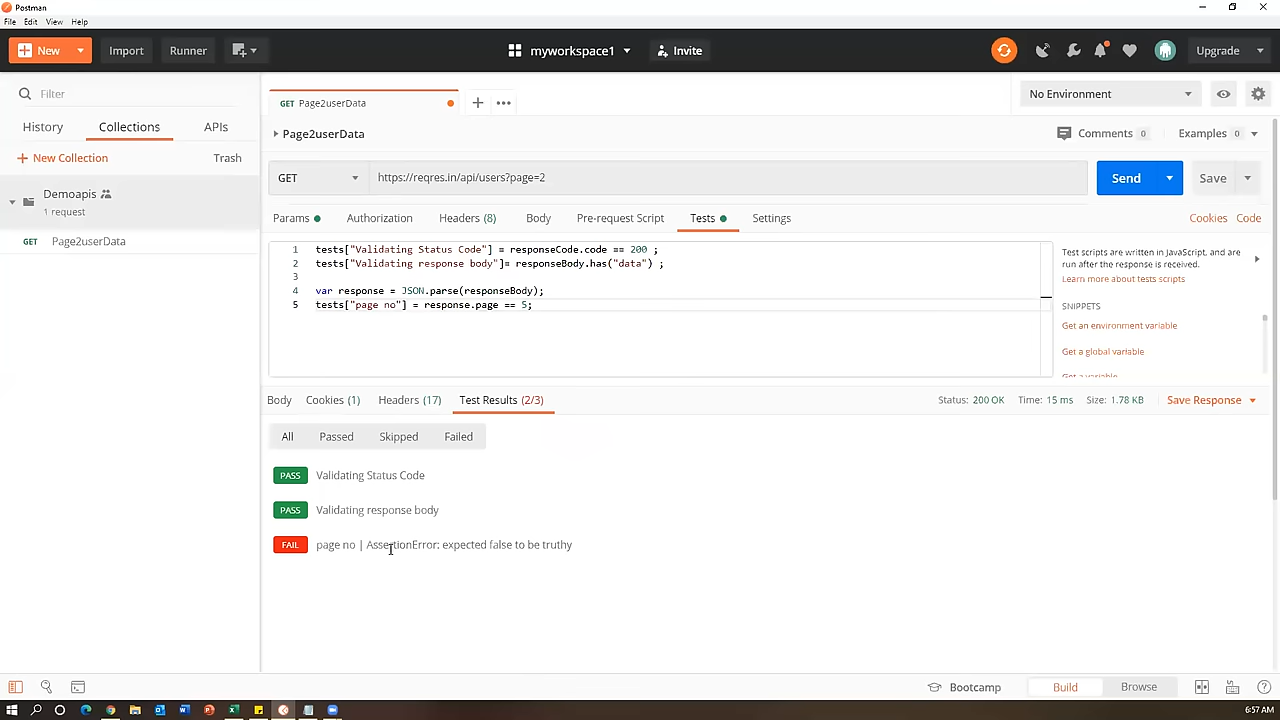 Postman
File Edit View Help
New
Import
Runner
myworkspace1
Invite
Upgrade
Filter
GET Page2userData
No Environment
History
Collections
APIs
Page2userData
Comments 0
Examples 0
New Collection
Trash
GET
https://reqres.in/api/users?page=2
Send
Save
Demoapis
1 request
Params
Authorization
Headers (8)
Body
Pre-request Script
Tests
Settings
Cookies
Code
GET Page2userData
1 tests["Validating Status Code"] = responseCode.code == 200 ;
2 tests["Validating response body"]= responseBody.has("data") ;
3
4 var response = JSON.parse(responseBody);
5 tests["page no"] = response.page == 5;
Test scripts are written in JavaScript, and are
run after the response is received.
Learn more about tests scripts
SNIPPETS
Get an environment variable
Get a global variable
Get a variable
Body
Cookies (1)
Headers (17)
Test Results (2/3)
Status: 200 OK
Time: 15 ms
Size: 1.78 KB
Save Response
All
Passed
Skipped
Failed
PASS Validating Status Code
PASS Validating response body
FAIL page no | AssertionError: expected false to be truthy
Bootcamp
Build
Browse
6:57 AM